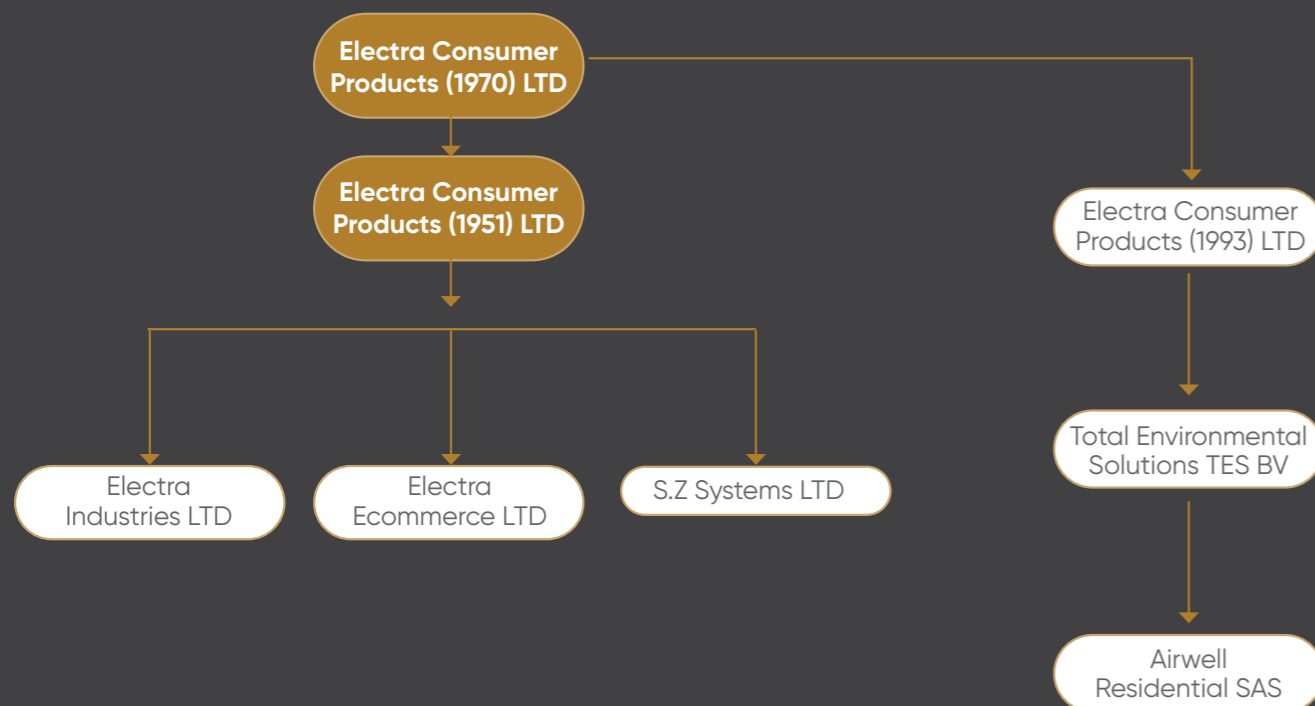 Electra Consumer
Products (1970) LTD
Electra Consumer
Products (1951) LTD
Electra Consumer
Products (1993) LTD
Total Environmental
Solutions TES BV
Electra
Industries LTD
Electra
Ecommerce LTD
S.Z Systems LTD
Airwell
Residential SAS